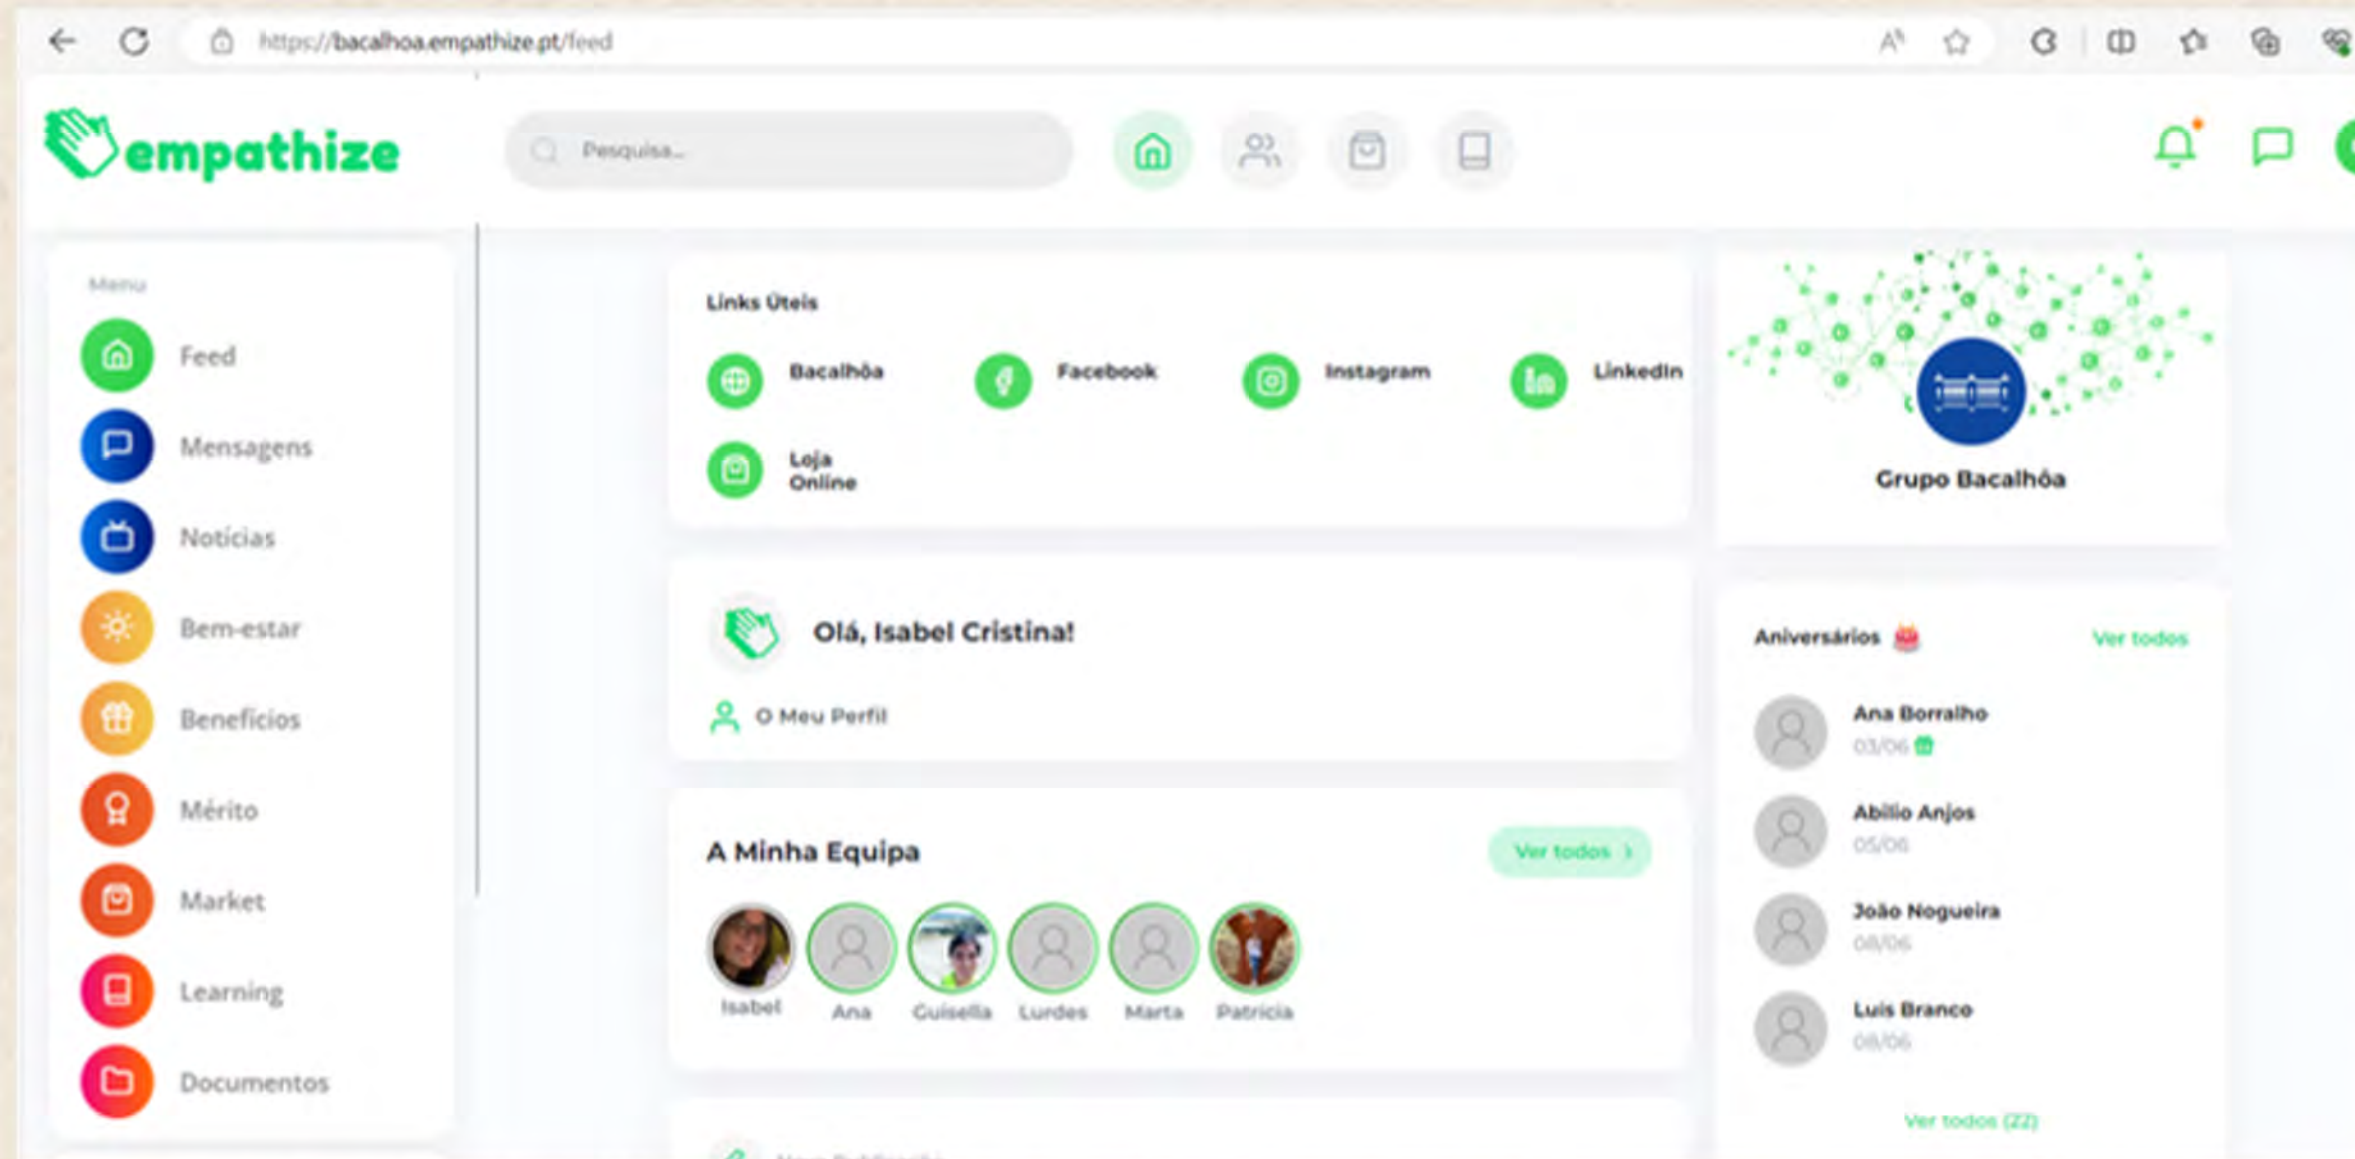 https://bacalhoa.empathize.pt/feed
empathize
Pesquisa...
Menu
Feed
Mensagens
Notícias
Bem-estar
Benefícios
Mérito
Market
Learning
Documentos
Links Úteis
Bacalhôa
Facebook
Instagram
LinkedIn
Loja
Online
Olá, Isabel Cristina!
O Meu Perfil
A Minha Equipa
Ver todos
Isabel
Ana
Guisella
Lurdes
Marta
Patricia
Grupo Bacalhôa
Aniversários
Ver todos
Ana Borralho
03/06
Abilio Anjos
05/06
João Nogueira
08/06
Luis Branco
08/06
Ver todos (22)